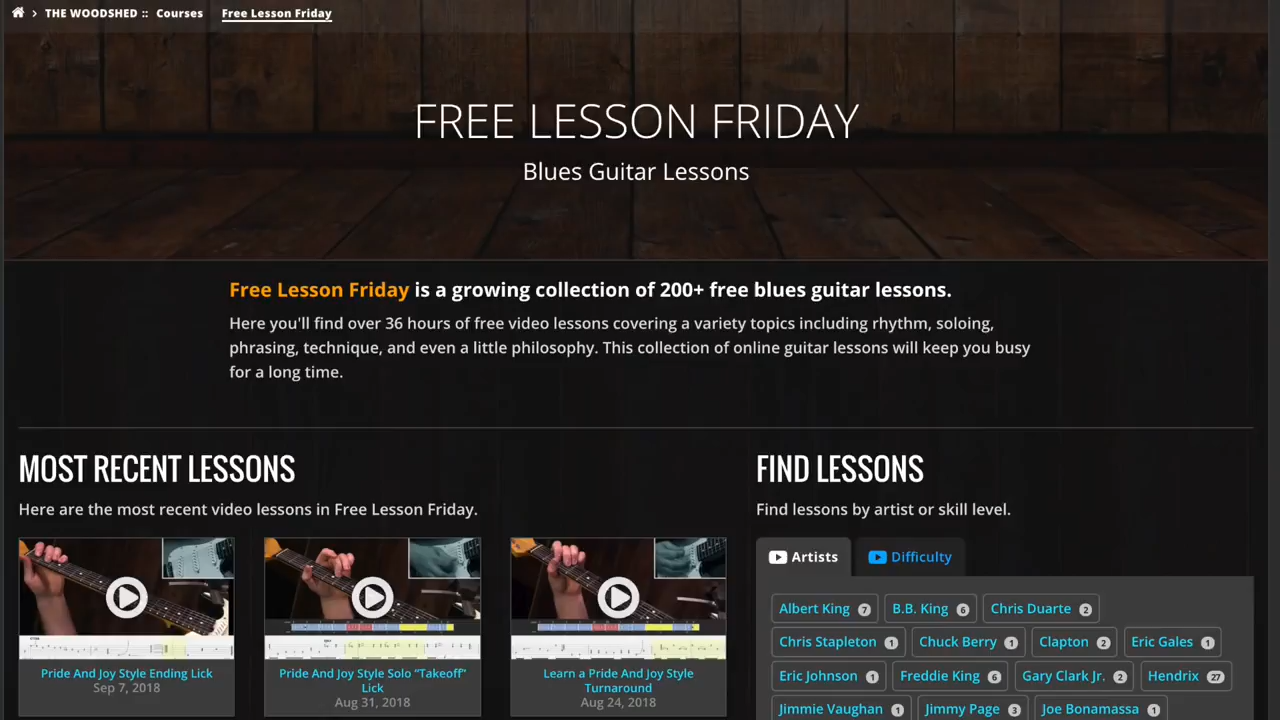 THE WOODSHED :: Courses Free Lesson Friday
FREE LESSON FRIDAY
Blues Guitar Lessons
Free Lesson Friday is a growing collection of 200+ free blues guitar lessons.
Here you'll find over 36 hours of free video lessons covering a variety topics including rhythm, soloing,
phrasing, technique, and even a little philosophy. This collection of online guitar lessons will keep you busy
for a long time.
MOST RECENT LESSONS
Here are the most recent video lessons in Free Lesson Friday.
Pride And Joy Style Ending Lick
Sep 7, 2018
Pride And Joy Style Solo “Takeoff”
Lick
Aug 31, 2018
Learn a Pride And Joy Style
Turnaround
Aug 24, 2018
FIND LESSONS
Find lessons by artist or skill level.
Artists Difficulty
Albert King 7 B.B. King 6 Chris Duarte 2
Chris Stapleton 1 Chuck Berry 1 Clapton 2 Eric Gales 1
Eric Johnson 1 Freddie King 6 Gary Clark Jr. 2 Hendrix 27
Jimmie Vaughan 1 Jimmy Page 3 Joe Bonamassa 1